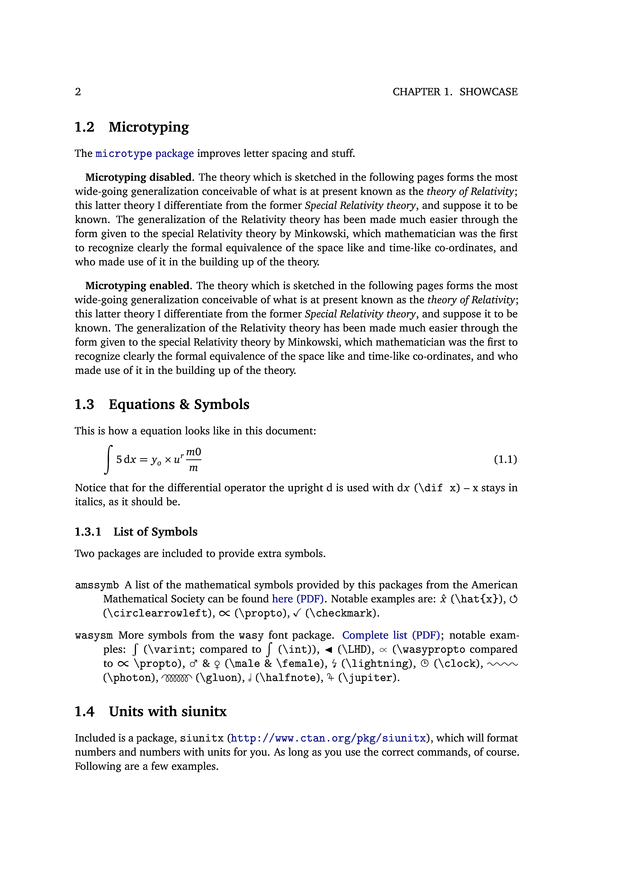 2 CHAPTER 1. SHOWCASE
1.2 Microtyping
The microtype package improves letter spacing and stuff.
Microtyping disabled. The theory which is sketched in the following pages forms the most
wide-going generalization conceivable of what is at present known as the theory of Relativity;
this latter theory I differentiate from the former Special Relativity theory, and suppose it to be
known. The generalization of the Relativity theory has been made much easier through the
form given to the special Relativity theory by Minkowski, which mathematician was the first
to recognize clearly the formal equivalence of the space like and time-like co-ordinates, and
who made use of it in the building up of the theory.
Microtyping enabled. The theory which is sketched in the following pages forms the most
wide-going generalization conceivable of what is at present known as the theory of Relativity;
this latter theory I differentiate from the former Special Relativity theory, and suppose it to be
known. The generalization of the Relativity theory has been made much easier through the
form given to the special Relativity theory by Minkowski, which mathematician was the first to
recognize clearly the formal equivalence of the space like and time-like co-ordinates, and who
made use of it in the building up of the theory.
1.3 Equations & Symbols
This is how a equation looks like in this document:
∫ 5 dx = yₒ × uʳ m0/m (1.1)
Notice that for the differential operator the upright d is used with dx (\dif x) – x stays in
italics, as it should be.
1.3.1 List of Symbols
Two packages are included to provide extra symbols.
amssymb A list of the mathematical symbols provided by this packages from the American
Mathematical Society can be found here (PDF). Notable examples are: x̂ (\hat{x}), ↺
(\circlearrowleft), ∝ (\propto), ✓ (\checkmark).
wasysm More symbols from the wasy font package. Complete list (PDF); notable exam-
ples: ∫ (\varint; compared to ∫ (\int)), ◄ (\LHD), ∝ (\wasypropto compared
to ∝ \propto), ♂ & ♀ (\male & \female), ϟ (\lightning), 🕒 (\clock), 〰 
(\photon), (\gluon), 𝅗𝅥 (\halfnote), ♃ (\jupiter).
1.4 Units with siunitx
Included is a package, siunitx (http://www.ctan.org/pkg/siunitx), which will format
numbers and numbers with units for you. As long as you use the correct commands, of course.
Following are a few examples.